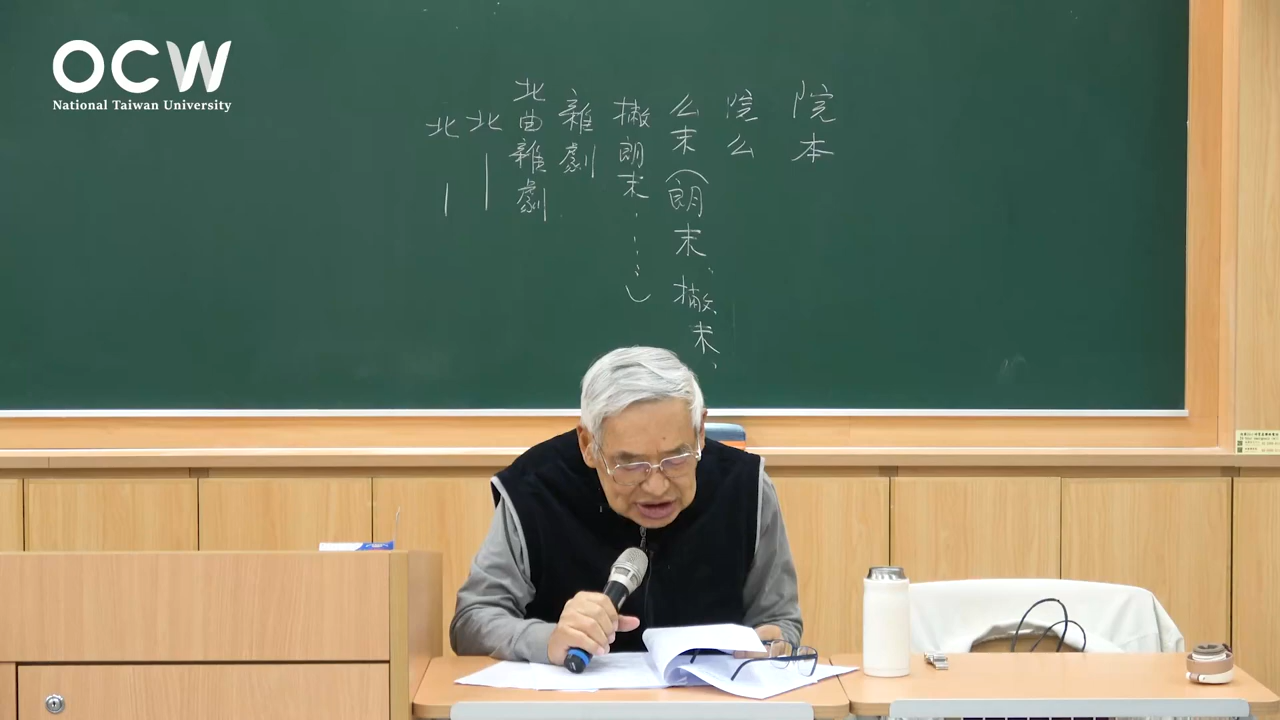 OCW
National Taiwan University
院本
院么
么末(朗末、撇末、
撇朗末……)
雜劇
北曲雜劇
北｜
北｜